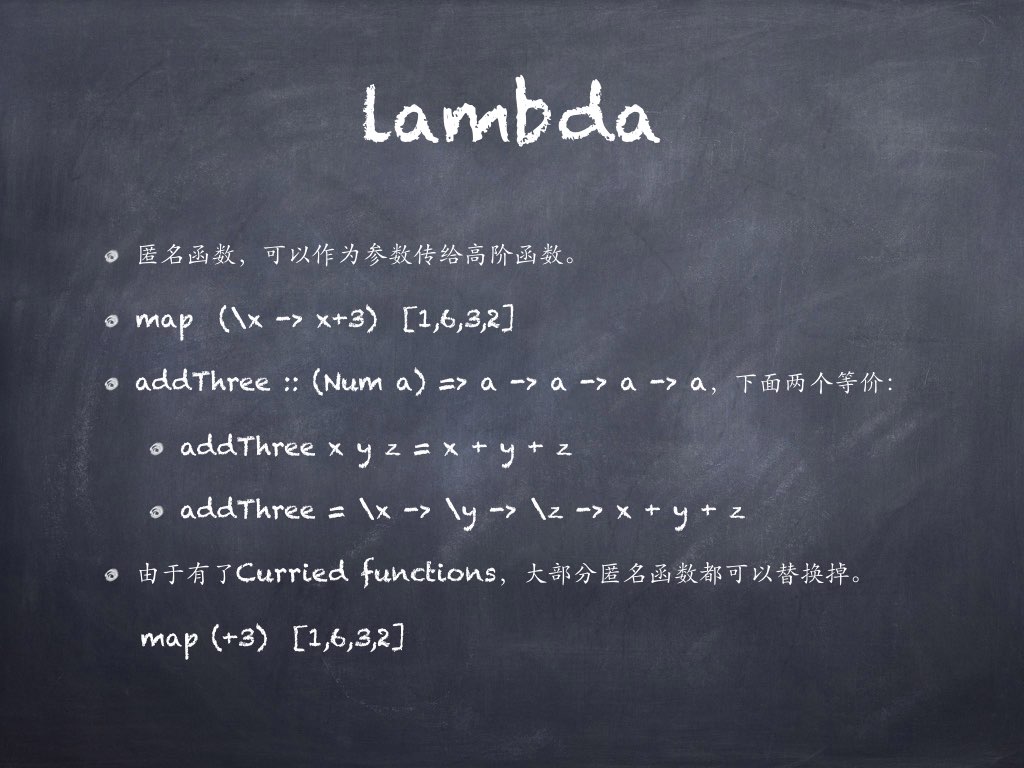 lambda
匿名函数，可以作为参数传给高阶函数。
map (\x -> x+3) [1,6,3,2]
addThree :: (Num a) => a -> a -> a -> a，下面两个等价：
addThree x y z = x + y + z
addThree = \x -> \y -> \z -> x + y + z
由于有了Curried functions，大部分匿名函数都可以替换掉。
map (+3) [1,6,3,2]